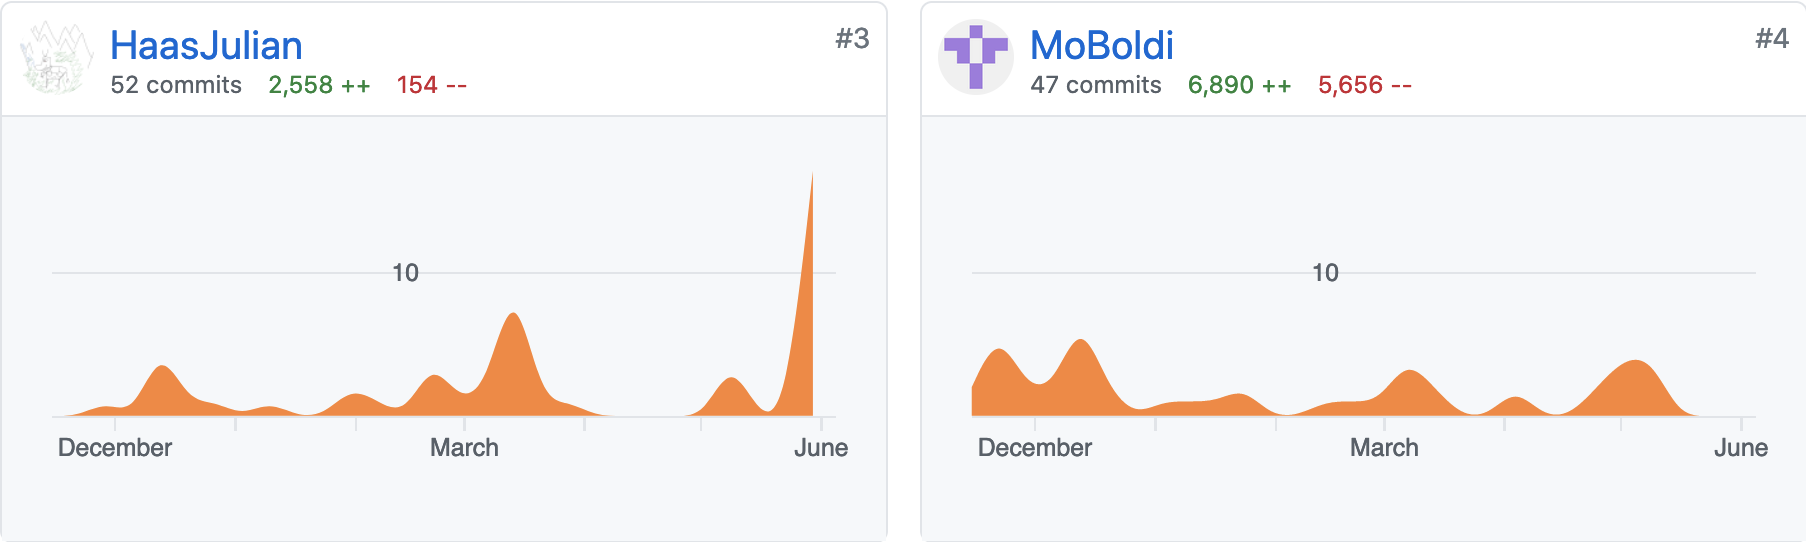 HaasJulian
#3
52 commits 2,558 ++ 154 --
10
December March June
MoBoldi
#4
47 commits 6,890 ++ 5,656 --
10
December March June